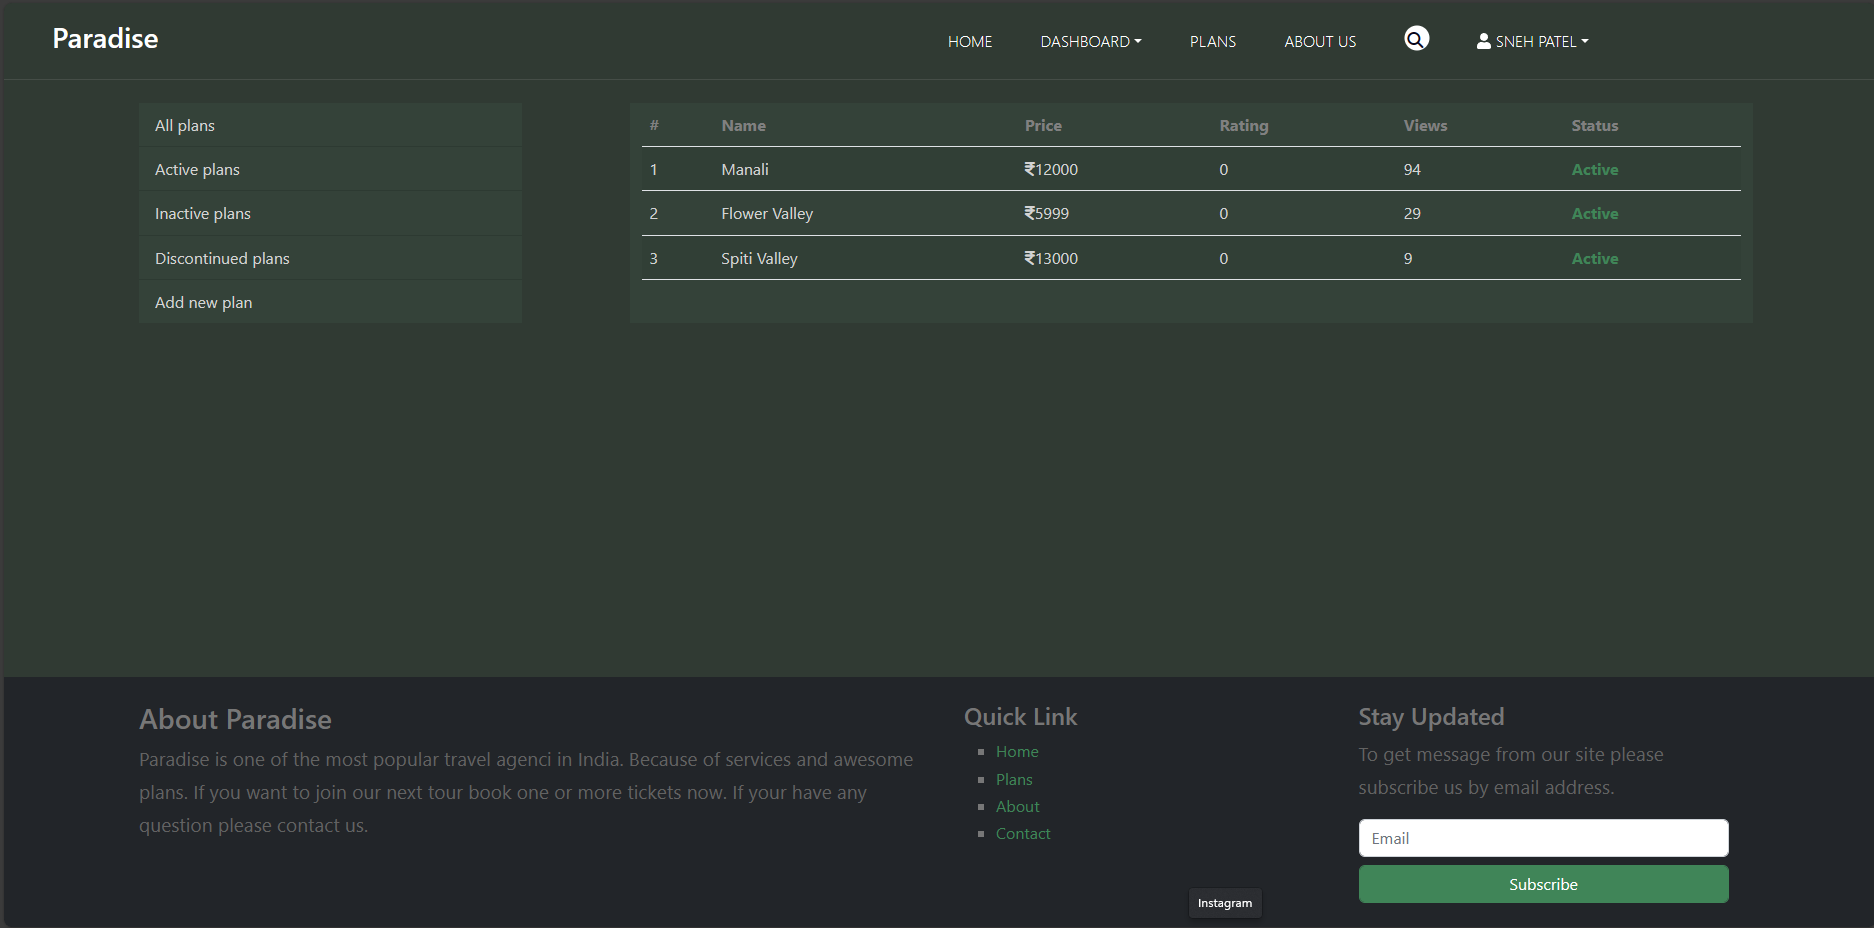 Paradise
HOME DASHBOARD PLANS ABOUT US SNEH PATEL
All plans
Active plans
Inactive plans
Discontinued plans
Add new plan
# Name Price Rating Views Status
1 Manali ₹12000 0 94 Active
2 Flower Valley ₹5999 0 29 Active
3 Spiti Valley ₹13000 0 9 Active
About Paradise
Paradise is one of the most popular travel agenci in India. Because of services and awesome
plans. If you want to join our next tour book one or more tickets now. If your have any
question please contact us.
Quick Link
Home
Plans
About
Contact
Stay Updated
To get message from our site please
subscribe us by email address.
Email
Subscribe
Instagram